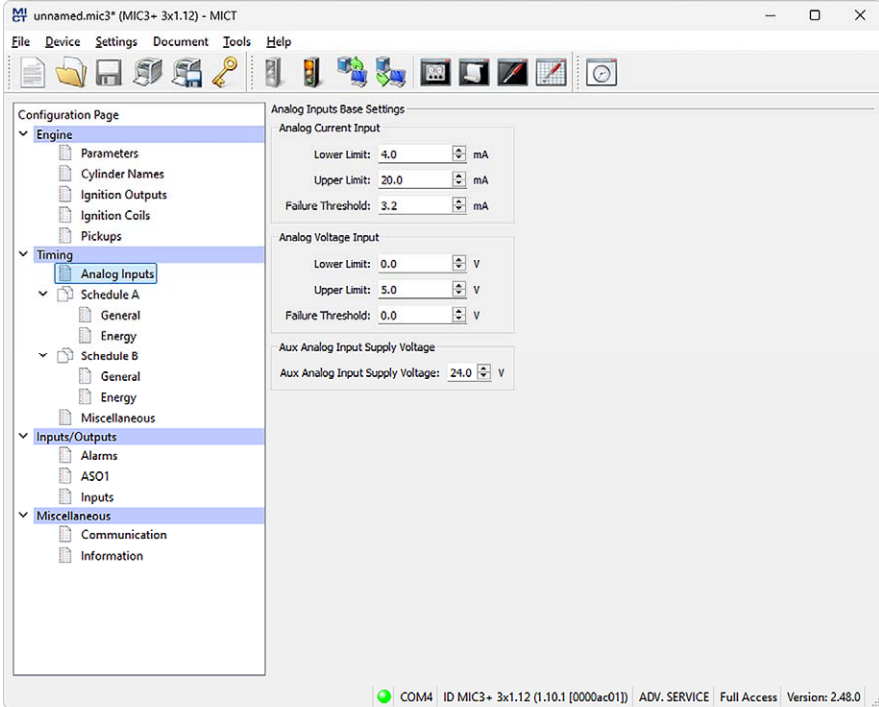 MICT unnamed.mic3* (MIC3+ 3x1.12) - MICT
File Device Settings Document Tools Help
Configuration Page
Engine
Parameters
Cylinder Names
Ignition Outputs
Ignition Coils
Pickups
Timing
Analog Inputs
Schedule A
General
Energy
Schedule B
General
Energy
Miscellaneous
Inputs/Outputs
Alarms
ASO1
Inputs
Miscellaneous
Communication
Information
Analog Inputs Base Settings
Analog Current Input
Lower Limit: 4.0 mA
Upper Limit: 20.0 mA
Failure Threshold: 3.2 mA
Analog Voltage Input
Lower Limit: 0.0 V
Upper Limit: 5.0 V
Failure Threshold: 0.0 V
Aux Analog Input Supply Voltage
Aux Analog Input Supply Voltage: 24.0 V
COM4 ID MIC3+ 3x1.12 (1.10.1 [0000ac01]) ADV. SERVICE Full Access Version: 2.48.0